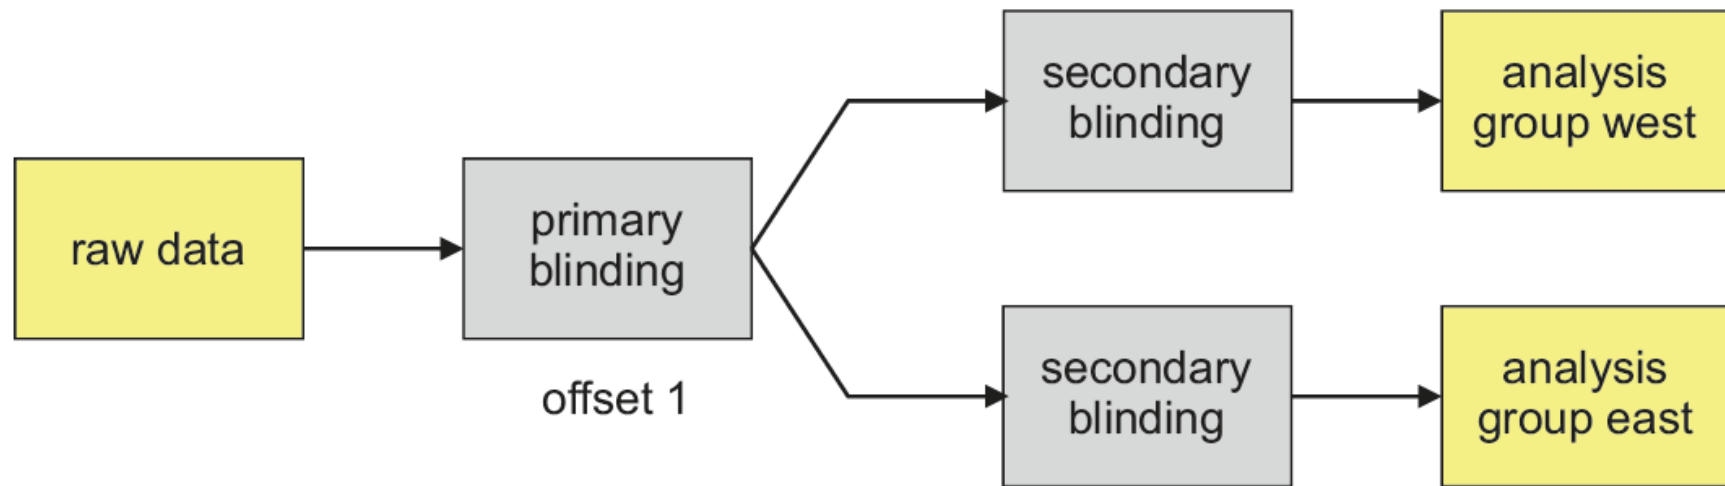 raw data
primary
blinding
offset 1
secondary
blinding
analysis
group west
secondary
blinding
analysis
group east